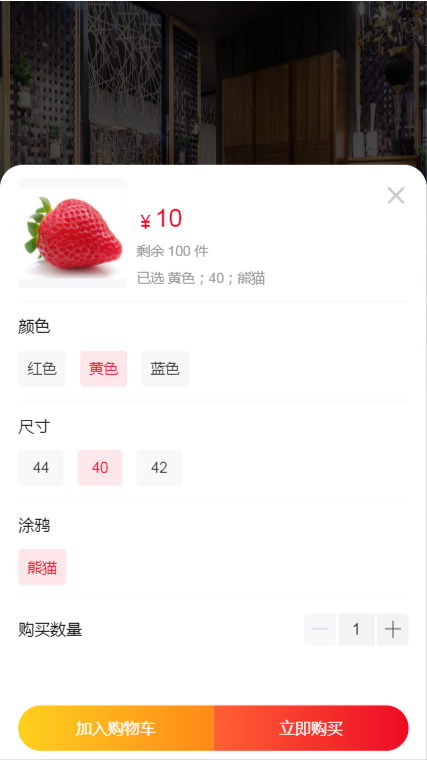 ¥ 10
剩余 100 件
已选 黄色；40；熊猫
颜色
红色 黄色 蓝色
尺寸
44 40 42
涂鸦
熊猫
购买数量 1
加入购物车 立即购买